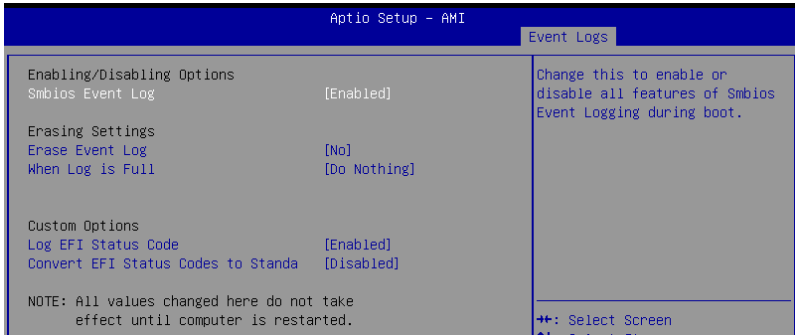 Aptio Setup – AMI
Event Logs
Enabling/Disabling Options
Smbios Event Log [Enabled]
Erasing Settings
Erase Event Log [No]
When Log is Full [Do Nothing]
Custom Options
Log EFI Status Code [Enabled]
Convert EFI Status Codes to Standa [Disabled]
NOTE: All values changed here do not take
effect until computer is restarted.
Change this to enable or
disable all features of Smbios
Event Logging during boot.
→←: Select Screen